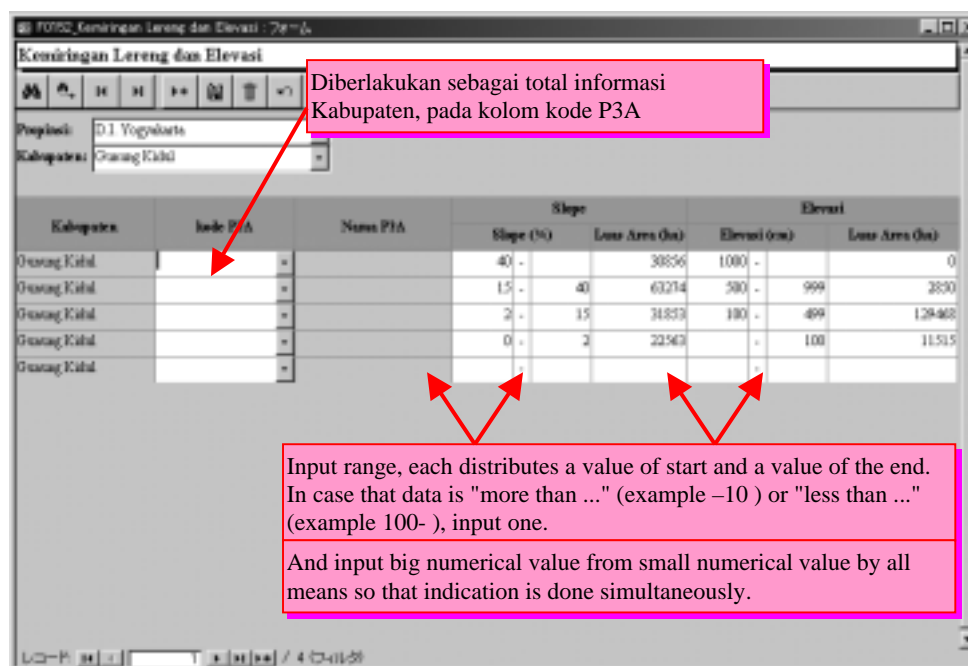 F0152_Kemiringan Lereng dan Elevasi : フォーム
Kemiringan Lereng dan Elevasi
Diberlakukan sebagai total informasi
Kabupaten, pada kolom kode P3A
Propinsi: D.I. Yogyakarta
Kabupaten: Gunung Kidul
Slope Elevasi
Kabupaten kode P3A Nama P3A Slope (%) Luas Area (ha) Elevasi (cm) Luas Area (ha)
Gunung Kidul 40 - 30856 1000 - 0
Gunung Kidul 15 - 40 63274 500 - 999 2850
Gunung Kidul 2 - 15 31853 100 - 499 129468
Gunung Kidul 0 - 2 22563 - 100 11515
Gunung Kidul - -
Input range, each distributes a value of start and a value of the end.
In case that data is "more than ..." (example –10 ) or "less than ..."
(example 100- ), input one.
And input big numerical value from small numerical value by all
means so that indication is done simultaneously.
レコード: 1 / 4 (フィルタ)